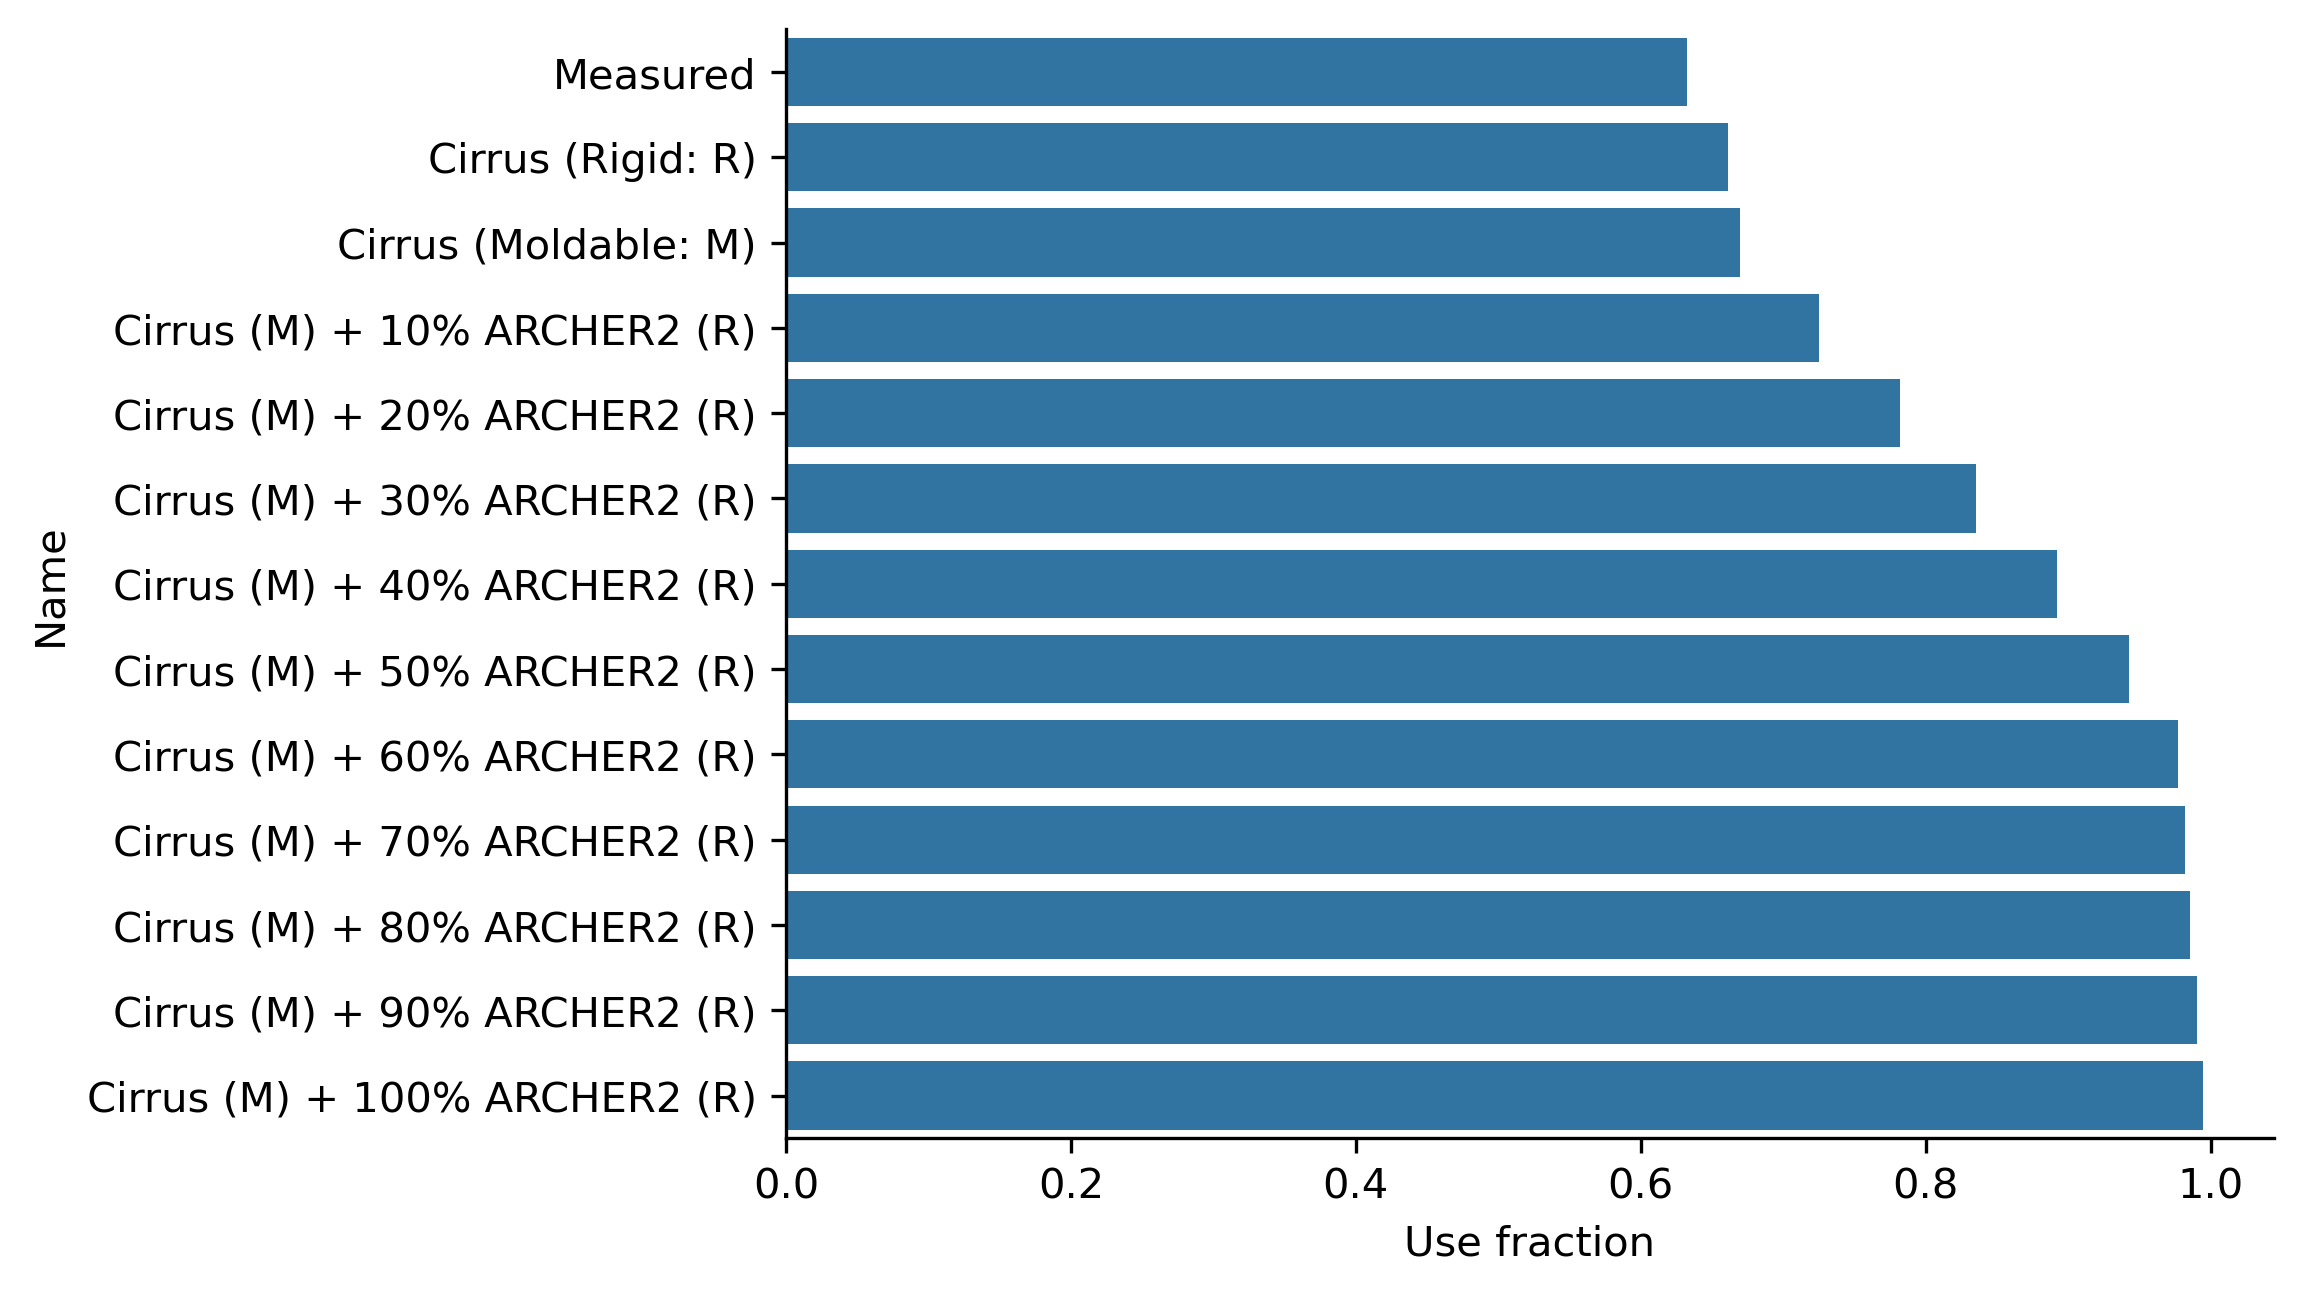 Measured
Cirrus (Rigid: R)
Cirrus (Moldable: M)
Cirrus (M) + 10% ARCHER2 (R)
Cirrus (M) + 20% ARCHER2 (R)
Cirrus (M) + 30% ARCHER2 (R)
Cirrus (M) + 40% ARCHER2 (R)
Cirrus (M) + 50% ARCHER2 (R)
Cirrus (M) + 60% ARCHER2 (R)
Cirrus (M) + 70% ARCHER2 (R)
Cirrus (M) + 80% ARCHER2 (R)
Cirrus (M) + 90% ARCHER2 (R)
Cirrus (M) + 100% ARCHER2 (R)
Name
0.0 0.2 0.4 0.6 0.8 1.0
Use fraction